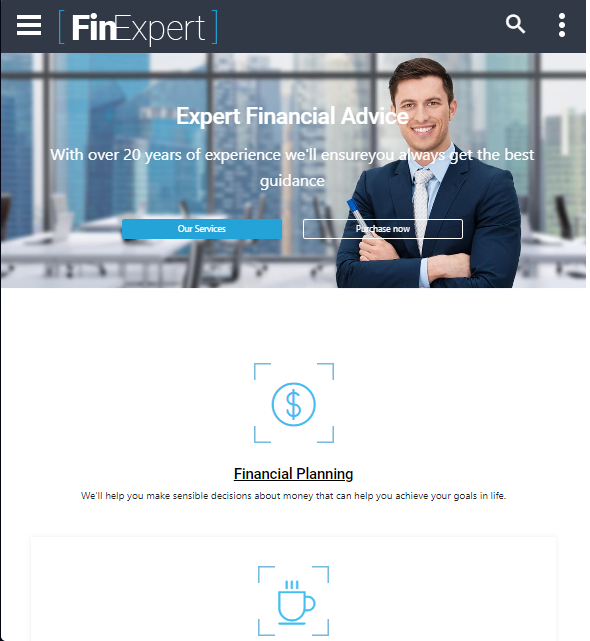 [ FinExpert ]
Expert Financial Advice
With over 20 years of experience we'll ensureyou always get the best
guidance
Our Services
Purchase now
$
Financial Planning
We'll help you make sensible decisions about money that can help you achieve your goals in life.